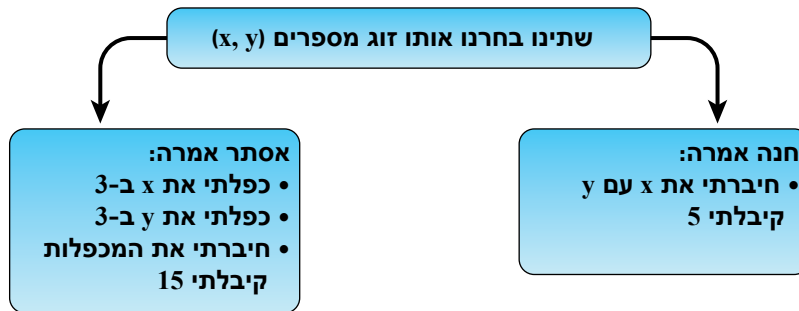 שתינו בחרנו אותו זוג מספרים (x, y)
חנה אמרה:
• חיברתי את x עם y
קיבלתי 5
אסתר אמרה:
• כפלתי את x ב-3
• כפלתי את y ב-3
• חיברתי את המכפלות
קיבלתי 15